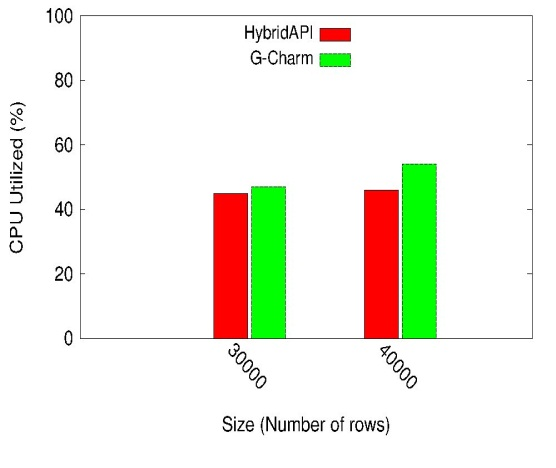 100
80
60
40
20
0
CPU Utilized (%)
HybridAPI
G-Charm
30000
40000
Size (Number of rows)